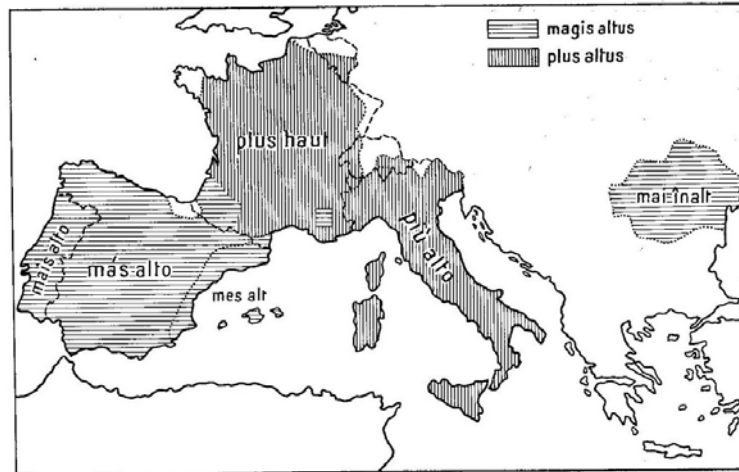 magis altus
plus altus
plus haut
mai înalt
più alto
mais alto
más alto
mes alt